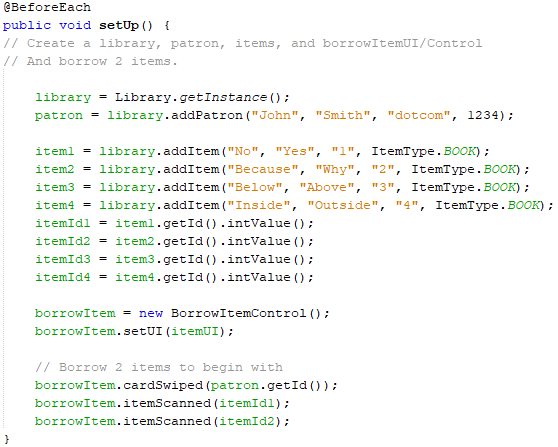 @BeforeEach
public void setUp() {
// Create a library, patron, items, and borrowItemUI/Control
// And borrow 2 items.
library = Library.getInstance();
patron = library.addPatron("John", "Smith", "dotcom", 1234);
item1 = library.addItem("No", "Yes", "1", ItemType.BOOK);
item2 = library.addItem("Because", "Why", "2", ItemType.BOOK);
item3 = library.addItem("Below", "Above", "3", ItemType.BOOK);
item4 = library.addItem("Inside", "Outside", "4", ItemType.BOOK);
itemId1 = item1.getId().intValue();
itemId2 = item2.getId().intValue();
itemId3 = item3.getId().intValue();
itemId4 = item4.getId().intValue();
borrowItem = new BorrowItemControl();
borrowItem.setUI(itemUI);
// Borrow 2 items to begin with
borrowItem.cardSwiped(patron.getId());
borrowItem.itemScanned(itemId1);
borrowItem.itemScanned(itemId2);
}